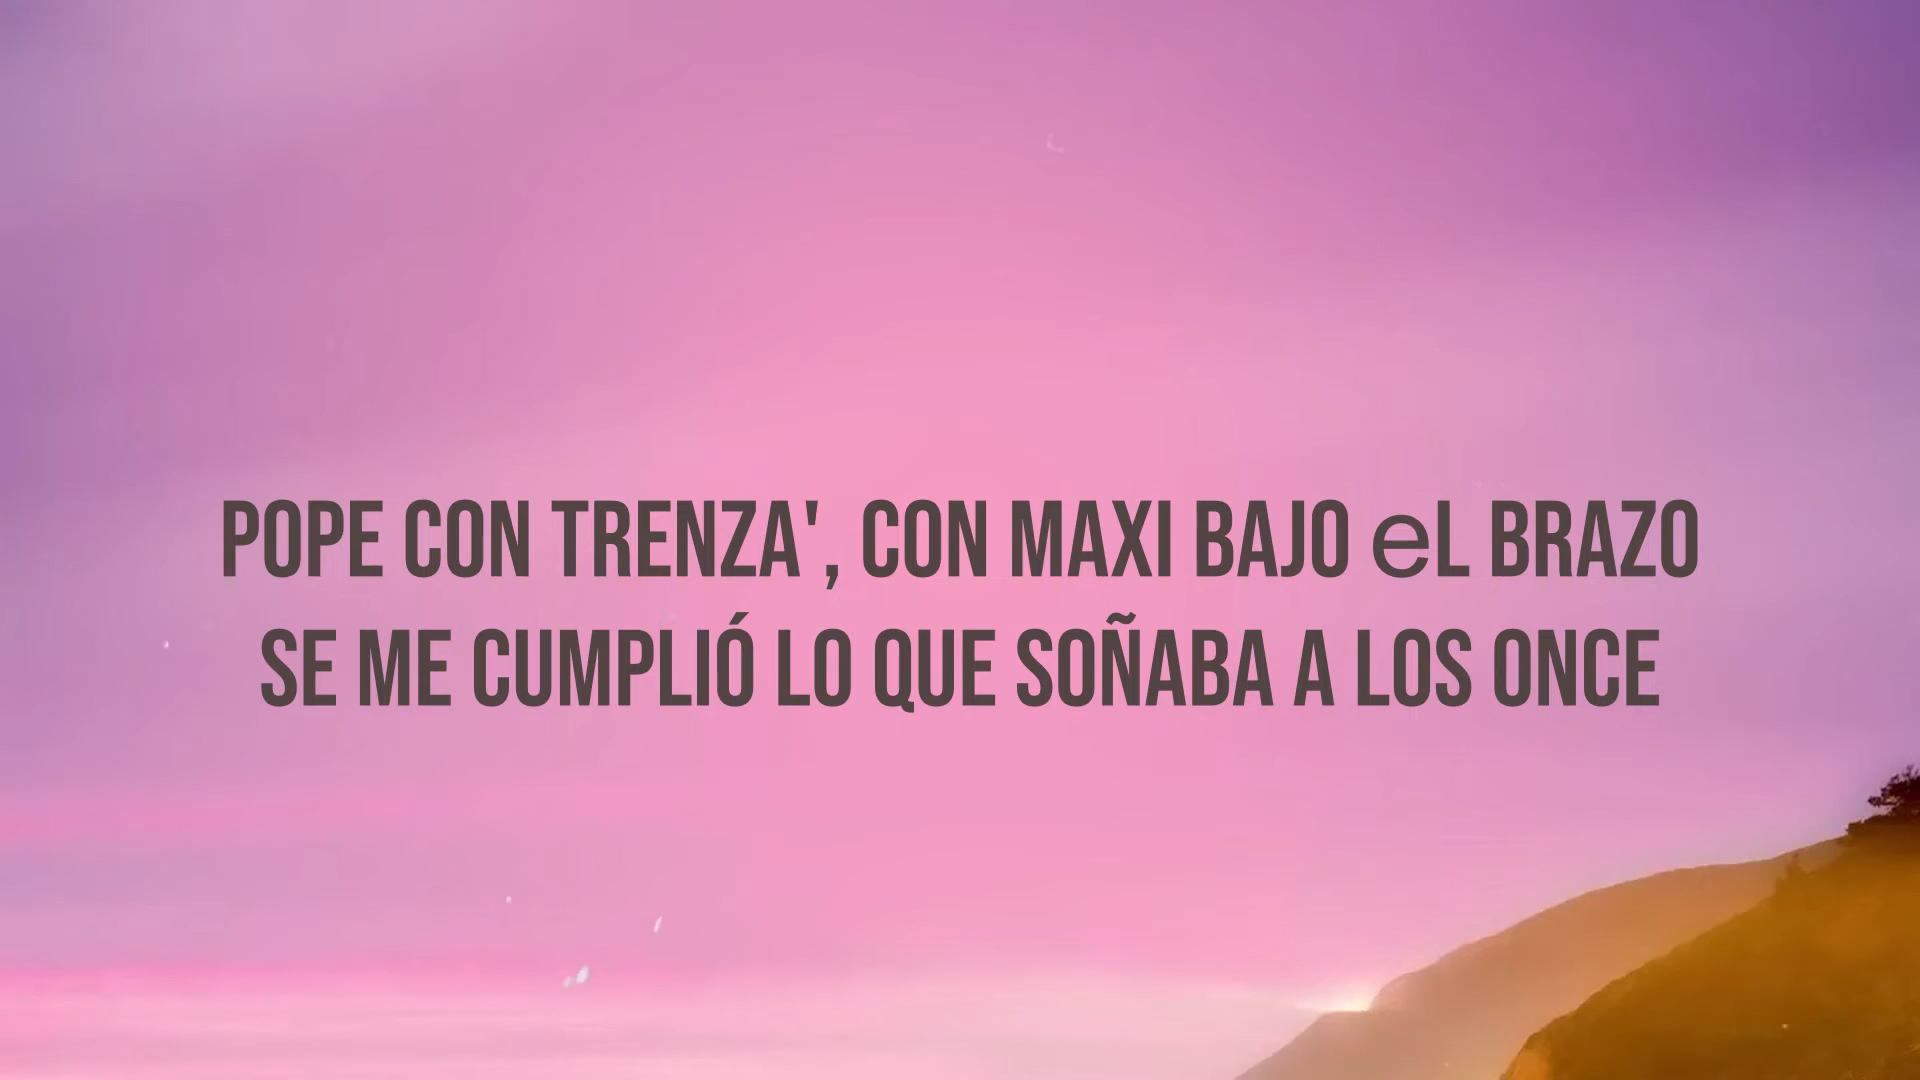 POPE CON TRENZA', CON MAXI BAJO eL BRAZO
SE ME CUMPLIÓ LO QUE SOÑABA A LOS ONCE